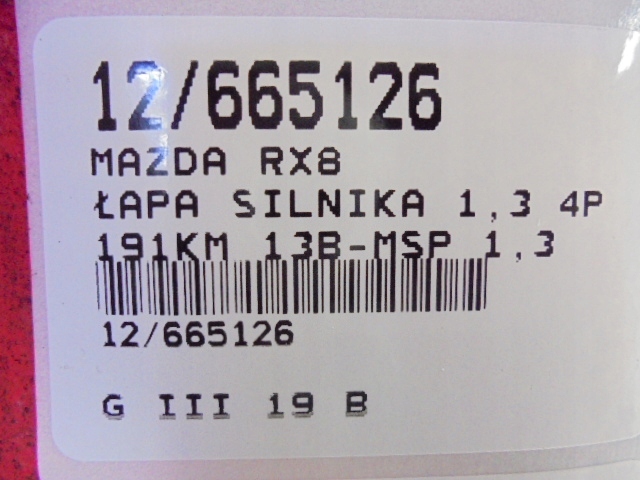 12/665126
MAZDA RX8
ŁAPA SILNIKA 1,3 4P
191KM 13B-MSP 1,3
12/665126
G III 19 B